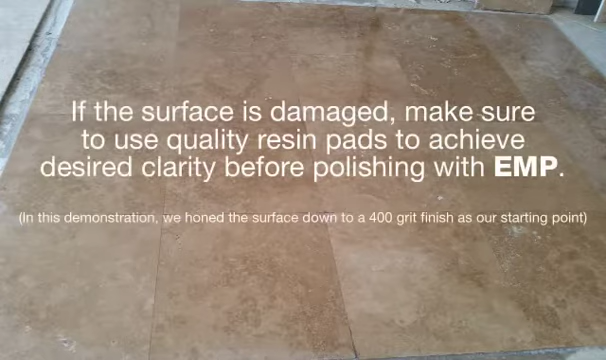 If the surface is damaged, make sure
to use quality resin pads to achieve
desired clarity before polishing with EMP.
(In this demonstration, we honed the surface down to a 400 grit finish as our starting point)